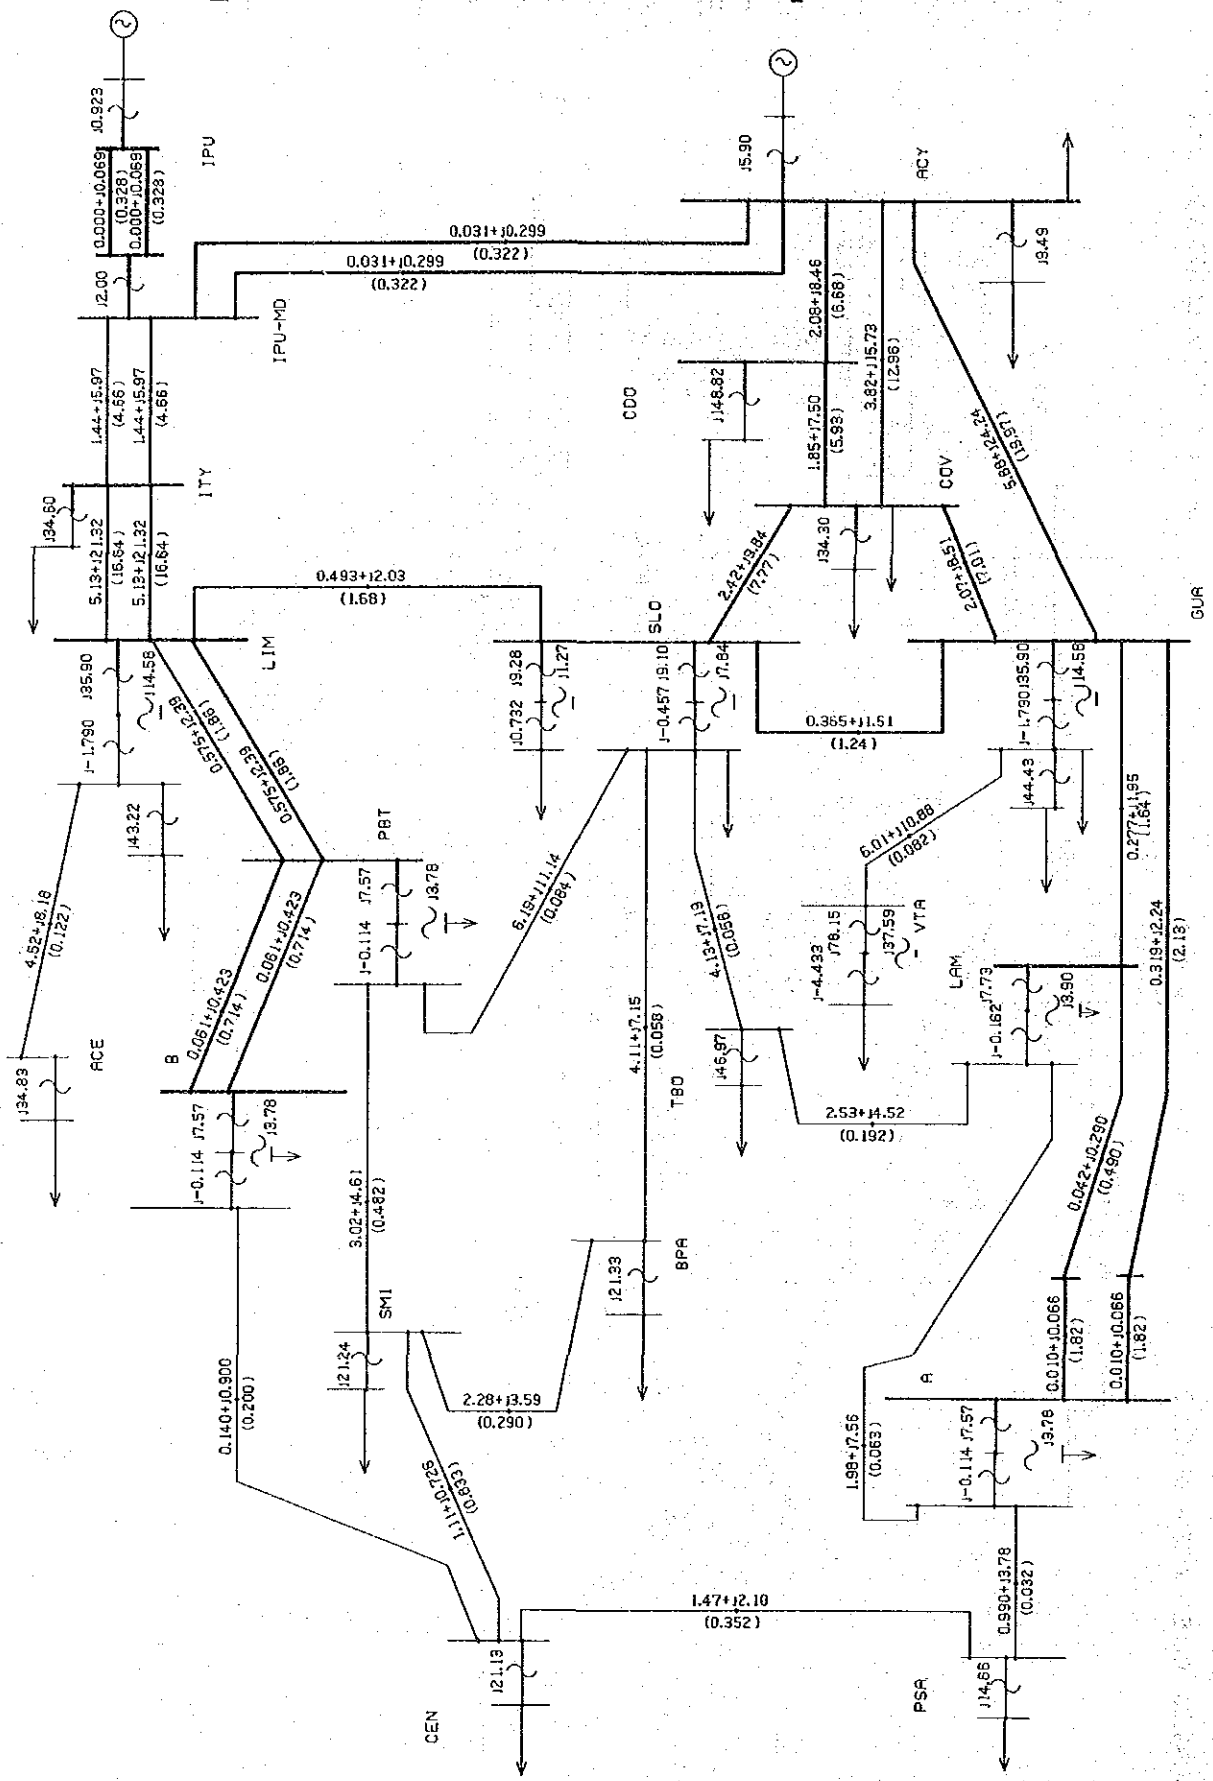 j0.923
0.000+j0.069
(0.328)
0.000+j0.069
(0.328)
IPU
j2.00
IPU-MD
1.44+j5.97
(4.66)
1.44+j5.97
(4.66)
j34.60
ITY
5.13+j21.32
(16.64)
5.13+j21.32
(16.64)
0.031+j0.299
(0.322)
0.031+j0.299
(0.322)
j5.90
ACY
j9.49
2.08+j8.46
(6.68)
3.82+j15.73
(12.96)
5.88+j24.24
(19.97)
CDO
j148.82
1.85+j7.50
(5.93)
COV
j34.30
2.42+j9.84
(7.77)
2.07+j8.51
(7.01)
0.493+j2.03
(1.68)
LIM
j35.90
j-1.790
j14.58
j43.22
0.575+j2.39
(1.86)
0.575+j2.39
(1.86)
4.52+j8.18
(0.122)
j34.83
ACE
PBT
j7.57
j-0.114
j3.78
0.061+j0.423
(0.714)
0.061+j0.423
(0.714)
B
j7.57
j-0.114
j3.78
SLO
j9.28
j0.732
j1.27
j9.10
j-0.457
j7.84
0.365+j1.51
(1.24)
GUA
j35.90
j-1.790
j14.58
j44.43
6.01+j10.88
(0.082)
VTA
j78.15
j-4.433
j37.59
0.277+j1.95
(1.64)
0.319+j2.24
(2.13)
LAM
j7.73
j-0.162
j3.90
6.19+j11.14
(0.084)
4.13+j7.19
(0.056)
4.11+j7.15
(0.058)
TBO
j46.97
2.53+j4.52
(0.192)
BPA
j21.33
3.02+j4.61
(0.482)
SMI
j21.24
2.28+j3.59
(0.290)
1.11+j0.726
(0.833)
0.140+j0.900
(0.200)
0.042+j0.290
(0.490)
0.010+j0.066
(1.82)
0.010+j0.066
(1.82)
A
j7.57
j-0.114
j3.78
1.98+j7.56
(0.063)
0.990+j3.78
(0.032)
1.47+j2.10
(0.352)
CEN
j21.13
PSA
j14.66